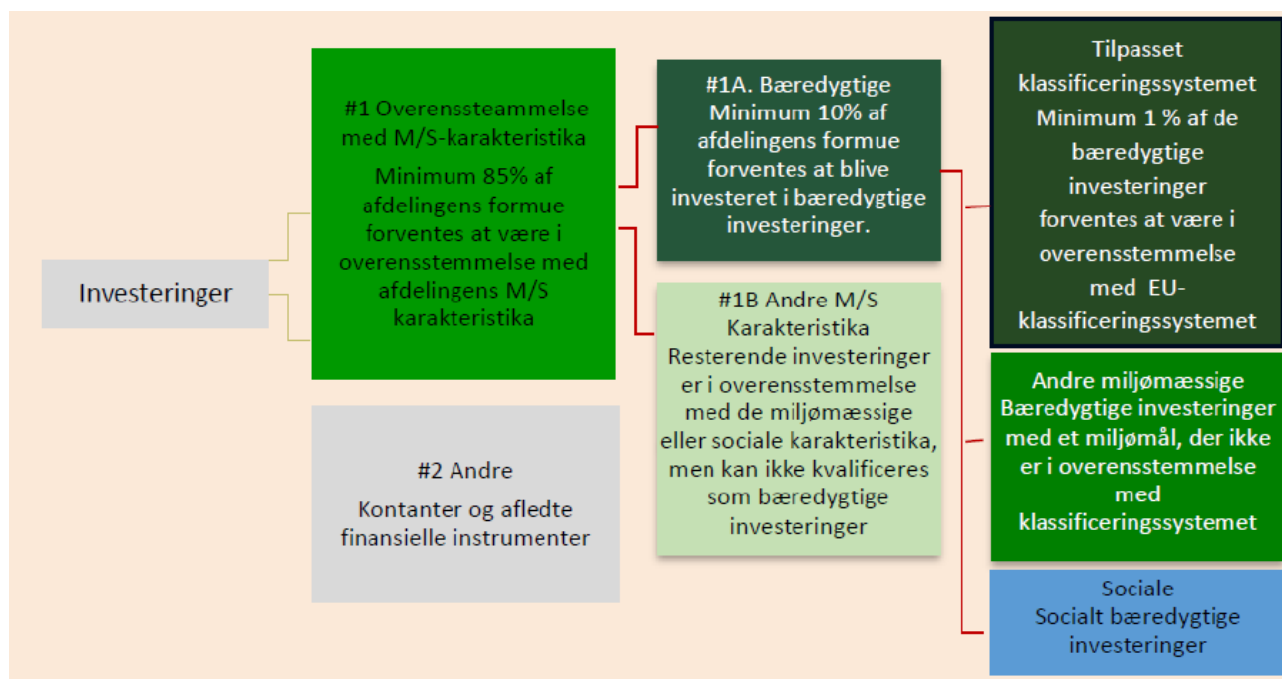 Investeringer
#1 Overenssteammelse
med M/S-karakteristika
Minimum 85% af
afdelingens formue
forventes at være i
overensstemmelse med
afdelingens M/S
karakteristika
#2 Andre
Kontanter og afledte
finansielle instrumenter
#1A. Bæredygtige
Minimum 10% af
afdelingens formue
forventes at blive
investeret i bæredygtige
investeringer.
#1B Andre M/S
Karakteristika
Resterende investeringer
er i overensstemmelse
med de miljømæssige
eller sociale karakteristika,
men kan ikke kvalificeres
som bæredygtige
investeringer
Tilpasset
klassificeringssystemet
Minimum 1 % af de
bæredygtige
investeringer
forventes at være i
overensstemmelse
med EU-
klassificeringssystemet
Andre miljømæssige
Bæredygtige investeringer
med et miljømål, der ikke
er i overensstemmelse
med
klassificeringssystemet
Sociale
Socialt bæredygtige
investeringer